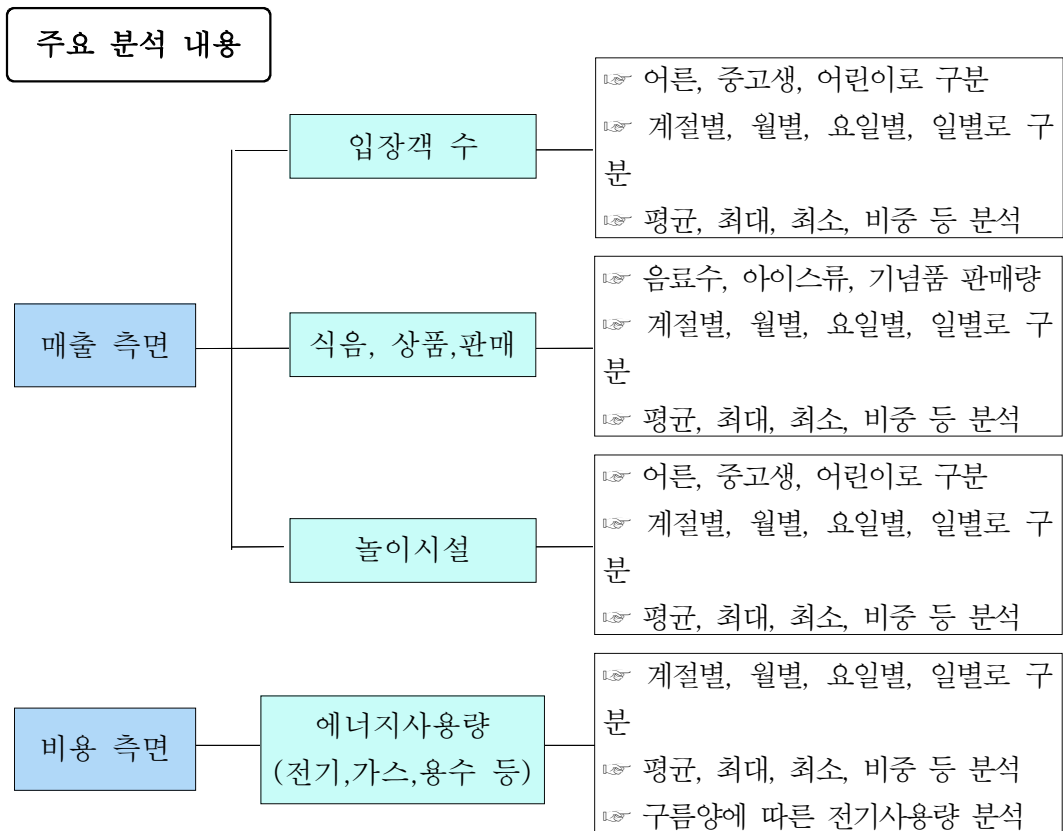 주요 분석 내용
매출 측면
입장객 수
☞ 어른, 중고생, 어린이로 구분
☞ 계절별, 월별, 요일별, 일별로 구
분
☞ 평균, 최대, 최소, 비중 등 분석
식음, 상품,판매
☞ 음료수, 아이스류, 기념품 판매량
☞ 계절별, 월별, 요일별, 일별로 구
분
☞ 평균, 최대, 최소, 비중 등 분석
놀이시설
☞ 어른, 중고생, 어린이로 구분
☞ 계절별, 월별, 요일별, 일별로 구
분
☞ 평균, 최대, 최소, 비중 등 분석
비용 측면
에너지사용량
(전기,가스,용수 등)
☞ 계절별, 월별, 요일별, 일별로 구
분
☞ 평균, 최대, 최소, 비중 등 분석
☞ 구름양에 따른 전기사용량 분석